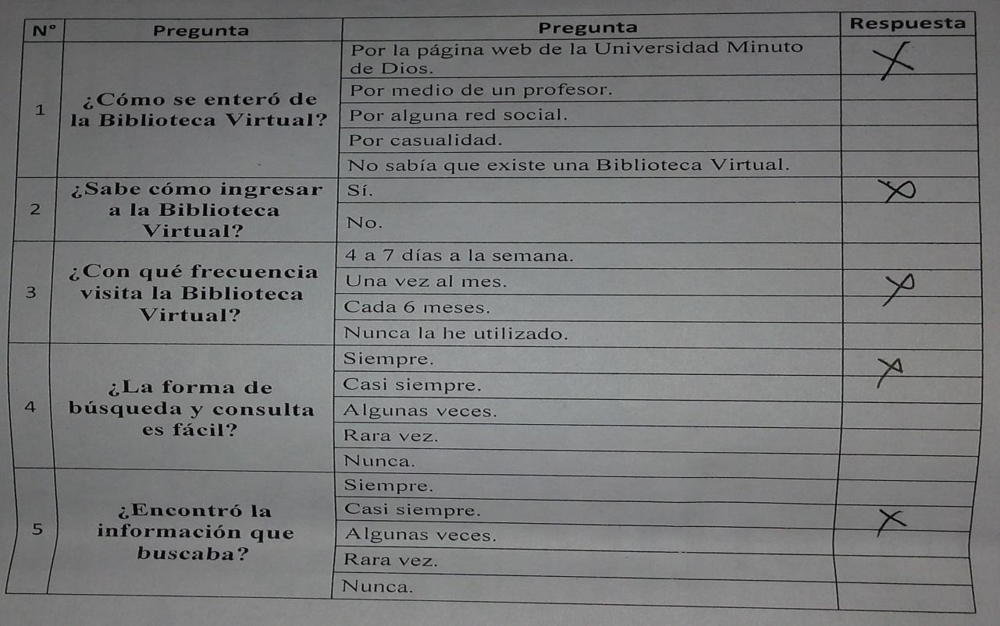 N° Pregunta Pregunta Respuesta
1
¿Cómo se enteró de
la Biblioteca Virtual?
Por la página web de la Universidad Minuto
de Dios.
X
Por medio de un profesor.
Por alguna red social.
Por casualidad.
No sabía que existe una Biblioteca Virtual.
2
¿Sabe cómo ingresar
a la Biblioteca
Virtual?
Sí.
X
No.
3
¿Con qué frecuencia
visita la Biblioteca
Virtual?
4 a 7 días a la semana.
Una vez al mes.
X
Cada 6 meses.
Nunca la he utilizado.
4
¿La forma de
búsqueda y consulta
es fácil?
Siempre.
X
Casi siempre.
Algunas veces.
Rara vez.
Nunca.
5
¿Encontró la
información que
buscaba?
Siempre.
Casi siempre.
X
Algunas veces.
Rara vez.
Nunca.